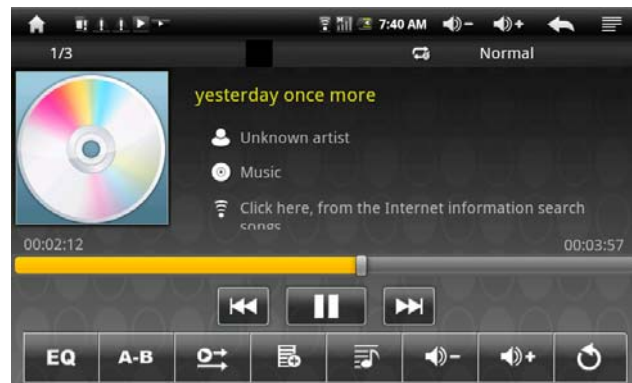 7:40 AM
1/3
Normal
yesterday once more
Unknown artist
Music
Click here, from the Internet information search
songs
00:02:12
00:03:57
EQ
A-B